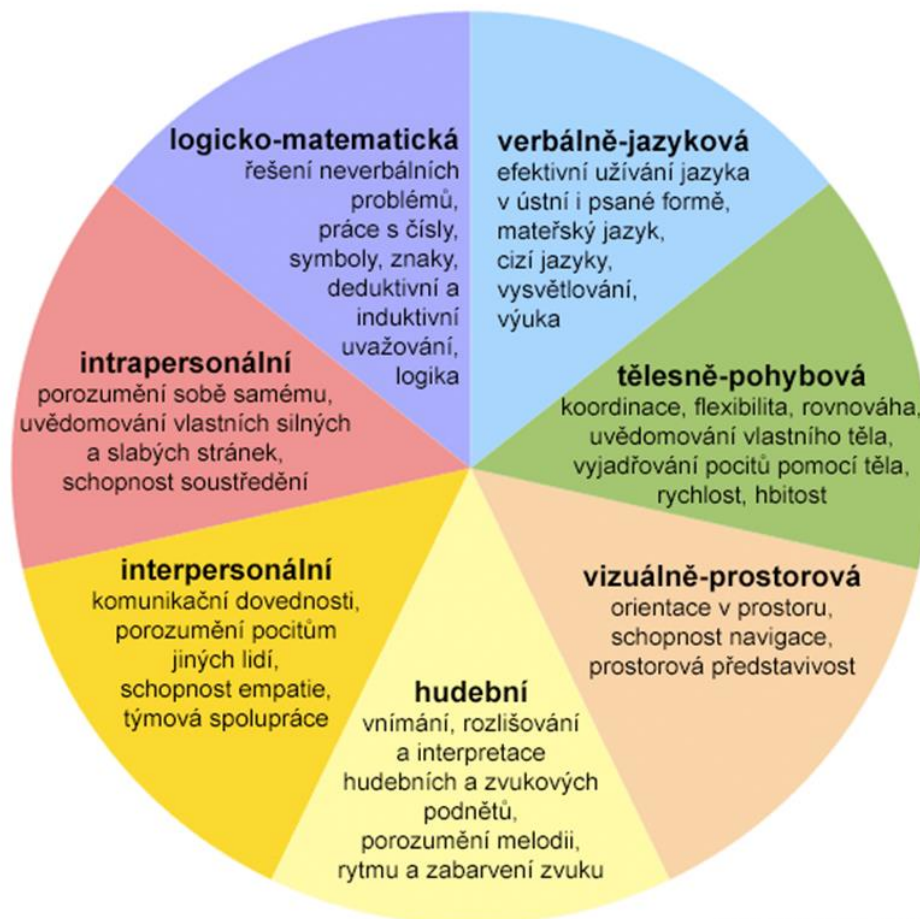 logicko-matematická
řešení neverbálních
problémů,
práce s čísly,
symboly, znaky,
deduktivní a
induktivní
uvažování,
logika
verbálně-jazyková
efektivní užívání jazyka
v ústní i psané formě,
mateřský jazyk,
cizí jazyky,
vysvětlování,
výuka
tělesně-pohybová
koordinace, flexibilita, rovnováha,
uvědomování vlastního těla,
vyjadřování pocitů pomocí těla,
rychlost, hbitost
vizuálně-prostorová
orientace v prostoru,
schopnost navigace,
prostorová představivost
hudební
vnímání, rozlišování
a interpretace
hudebních a zvukových
podnětů,
porozumění melodii,
rytmu a zabarvení zvuku
interpersonální
komunikační dovednosti,
porozumění pocitům
jiných lidí,
schopnost empatie,
týmová spolupráce
intrapersonální
porozumění sobě samému,
uvědomování vlastních silných
a slabých stránek,
schopnost soustředění